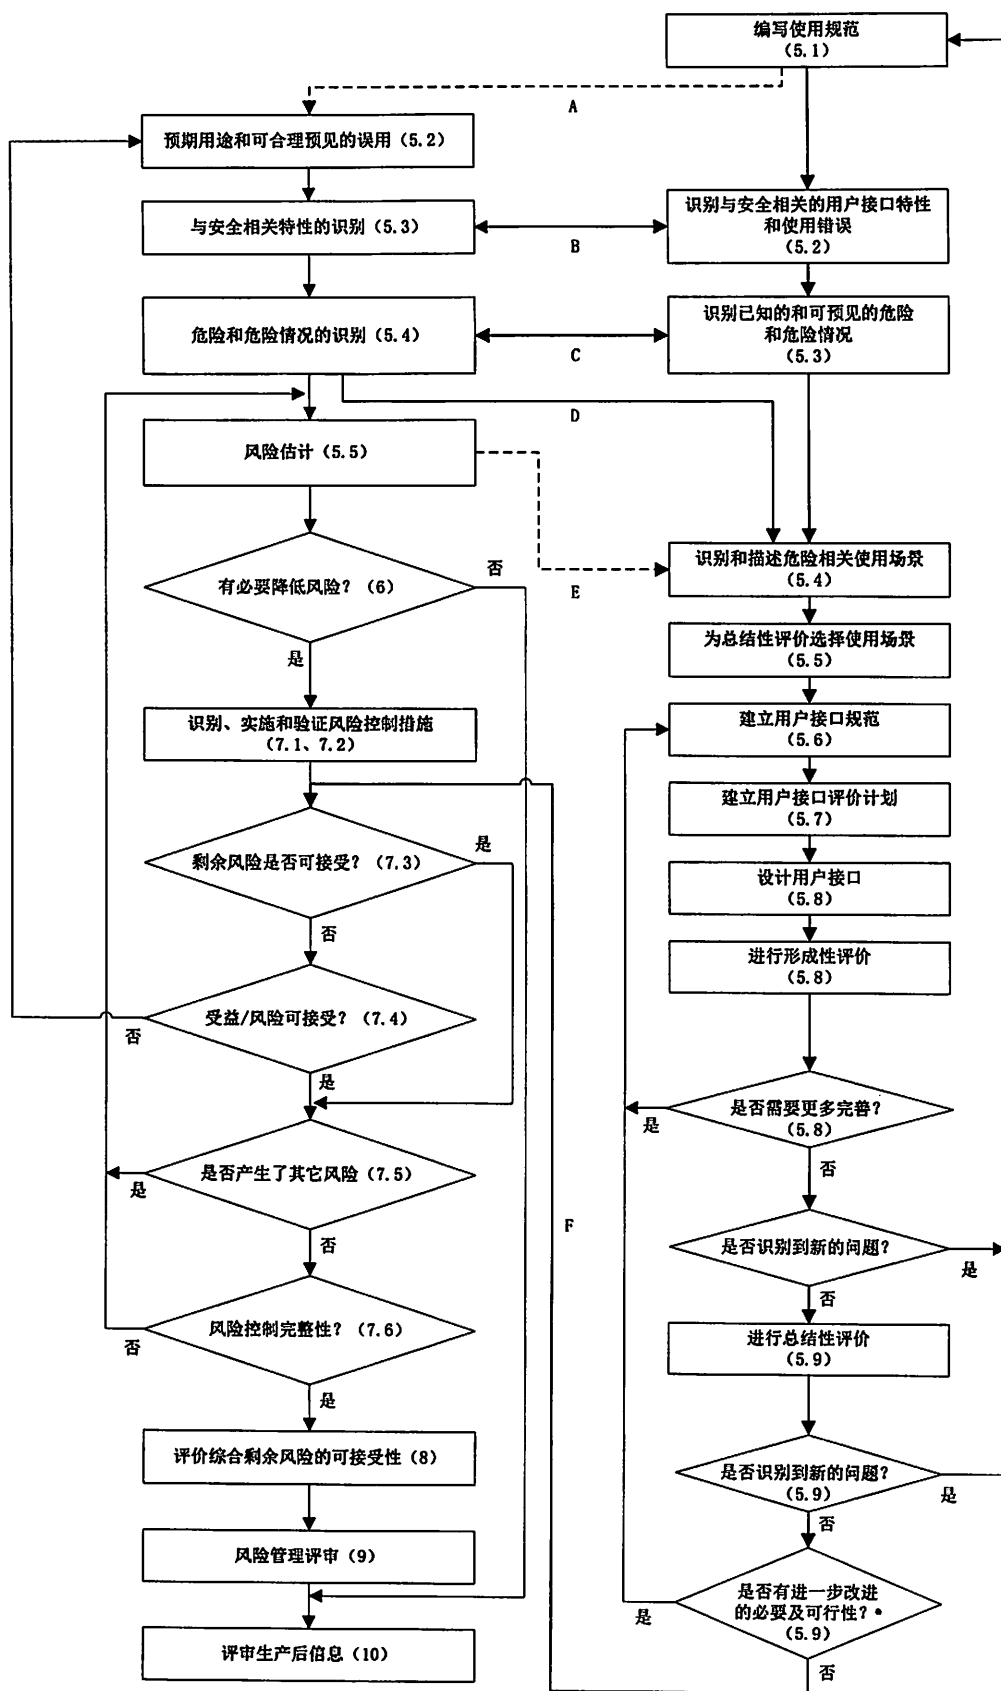 编写使用规范
(5.1)
A
预期用途和可合理预见的误用(5.2)
与安全相关特性的识别(5.3)
B
识别与安全相关的用户接口特性
和使用错误
(5.2)
危险和危险情况的识别(5.4)
C
识别已知的和可预见的危险
和危险情况
(5.3)
D
风险估计(5.5)
E
识别和描述危险相关使用场景
(5.4)
有必要降低风险？(6)
否
是
为总结性评价选择使用场景
(5.5)
识别、实施和验证风险控制措施
(7.1、7.2)
建立用户接口规范
(5.6)
建立用户接口评价计划
(5.7)
剩余风险是否可接受？(7.3)
是
否
设计用户接口
(5.8)
进行形成性评价
(5.8)
受益/风险可接受？(7.4)
否
是
是否需要更多完善？
(5.8)
是
否
是否产生了其它风险(7.5)
是
否
F
是否识别到新的问题？
是
否
风险控制完整性？(7.6)
否
是
进行总结性评价
(5.9)
评价综合剩余风险的可接受性(8)
是否识别到新的问题？
(5.9)
是
否
风险管理评审(9)
是否有进一步改进
的必要及可行性？
(5.9)
是
否
评审生产后信息(10)